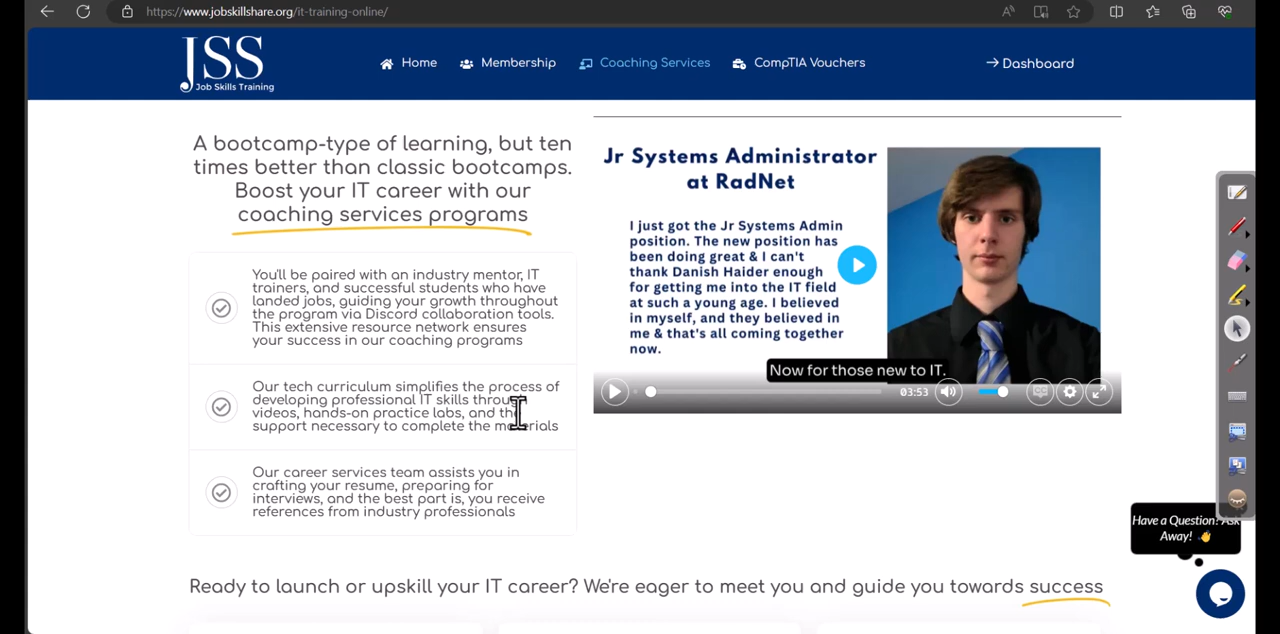 https://www.jobskillshare.org/it-training-online/
JSS
Job Skills Training
Home
Membership
Coaching Services
CompTIA Vouchers
Dashboard
A bootcamp-type of learning, but ten
times better than classic bootcamps.
Boost your IT career with our
coaching services programs
You'll be paired with an industry mentor, IT
trainers, and successful students who have
landed jobs, guiding your growth throughout
the program via Discord collaboration tools.
This extensive resource network ensures
your success in our coaching programs
Our tech curriculum simplifies the process of
developing professional IT skills through
videos, hands-on practice labs, and the
support necessary to complete the materials
Our career services team assists you in
crafting your resume, preparing for
interviews, and the best part is, you receive
references from industry professionals
Jr Systems Administrator
at RadNet
I just got the Jr Systems Admin
position. The new position has
been doing great & I can't
thank Danish Haider enough
for getting me into the IT field
at such a young age. I believed
in myself, and they believed in
me & that's all coming together
now.
Now for those new to IT.
03:53
Have a Question? Ask
Away! 👋
Ready to launch or upskill your IT career? We're eager to meet you and guide you towards success